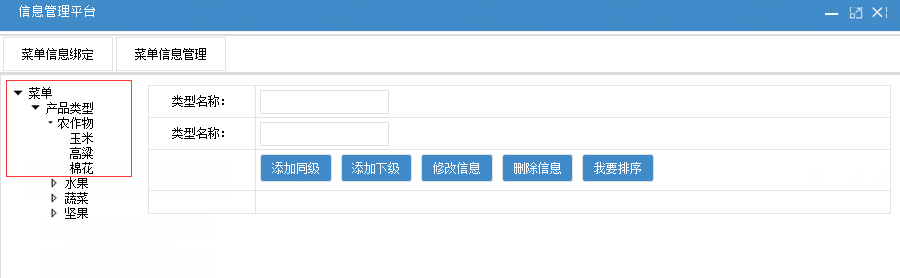 信息管理平台
菜单信息绑定 菜单信息管理
菜单
产品类型
农作物
玉米
高粱
棉花
水果
蔬菜
坚果
类型名称：
类型名称：
添加同级 添加下级 修改信息 删除信息 我要排序